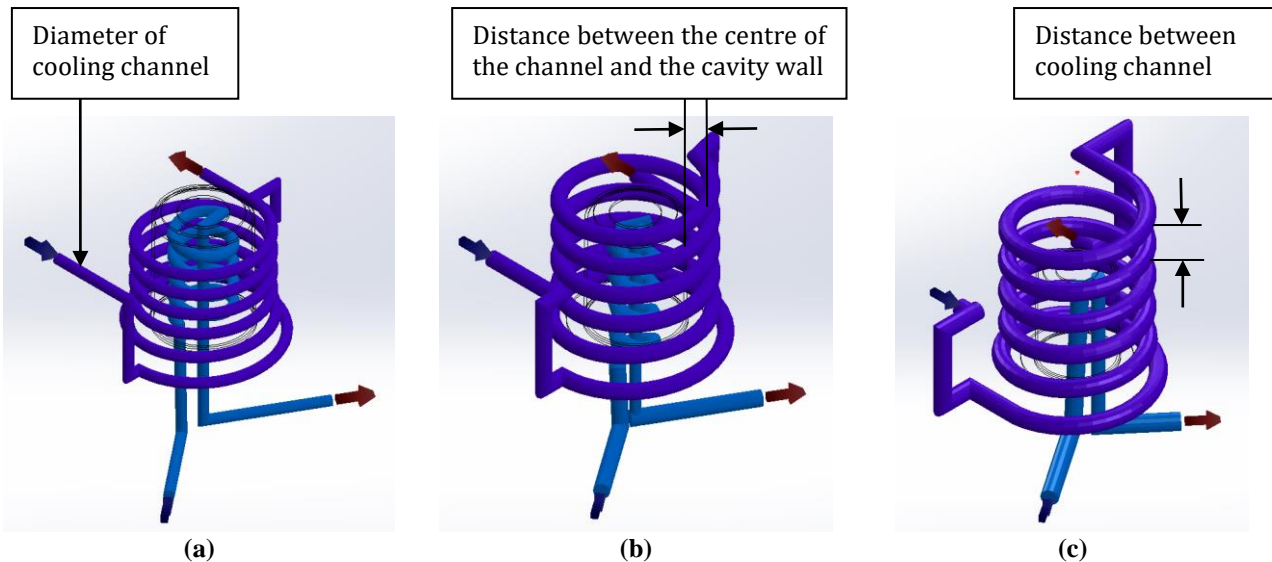 Diameter of
cooling channel
Distance between the centre of
the channel and the cavity wall
Distance between
cooling channel
(a)
(b)
(c)